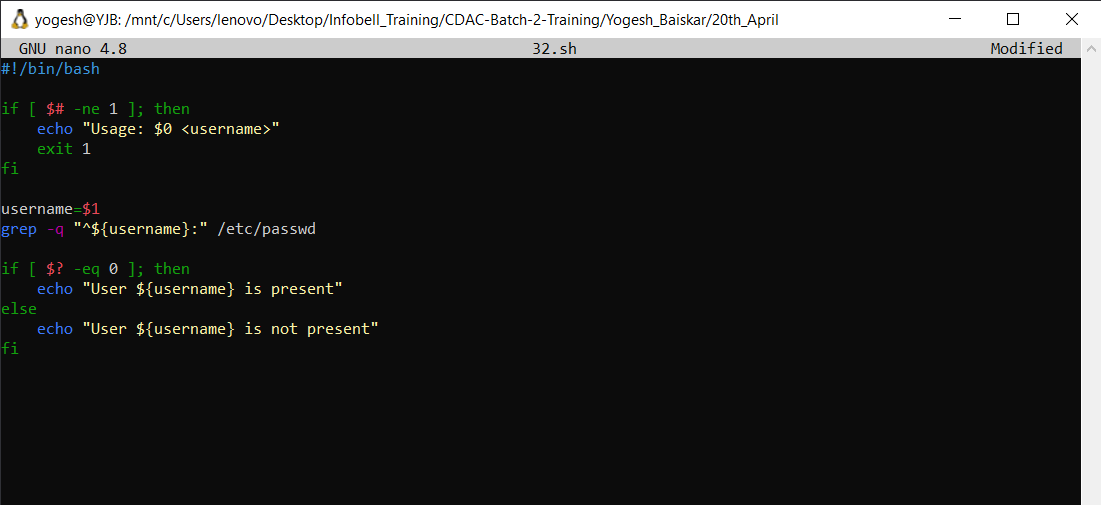 yogesh@YJB: /mnt/c/Users/lenovo/Desktop/Infobell_Training/CDAC-Batch-2-Training/Yogesh_Baiskar/20th_April
GNU nano 4.8 32.sh Modified
#!/bin/bash
if [ $# -ne 1 ]; then
    echo "Usage: $0 <username>"
    exit 1
fi
username=$1
grep -q "^${username}:" /etc/passwd
if [ $? -eq 0 ]; then
    echo "User ${username} is present"
else
    echo "User ${username} is not present"
fi